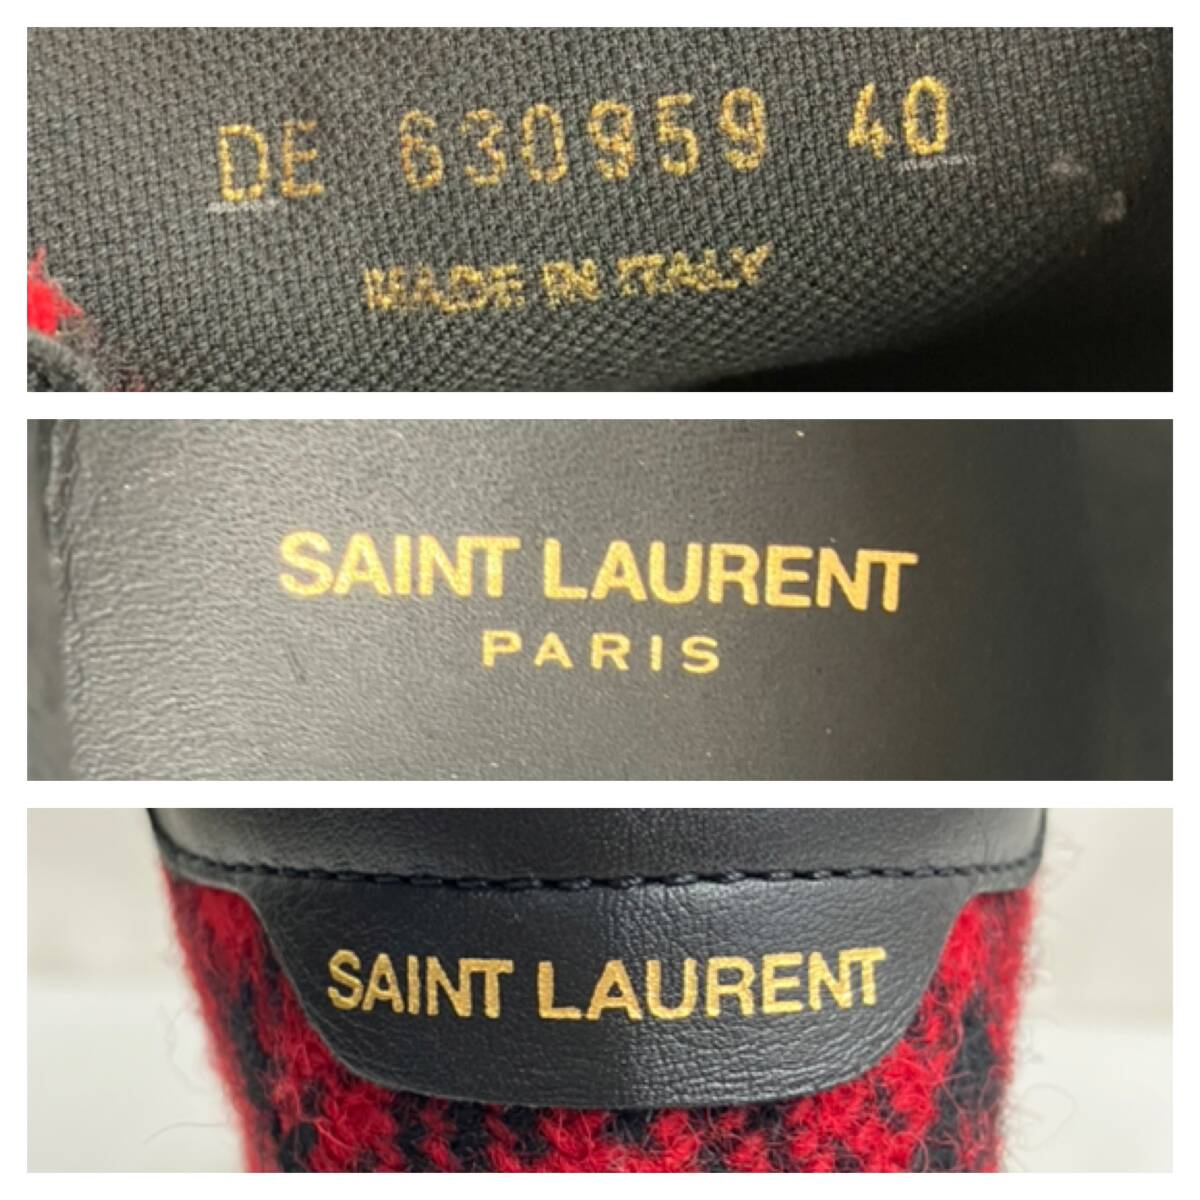 DE 630959 40
MADE IN ITALY
SAINT LAURENT
PARIS
SAINT LAURENT